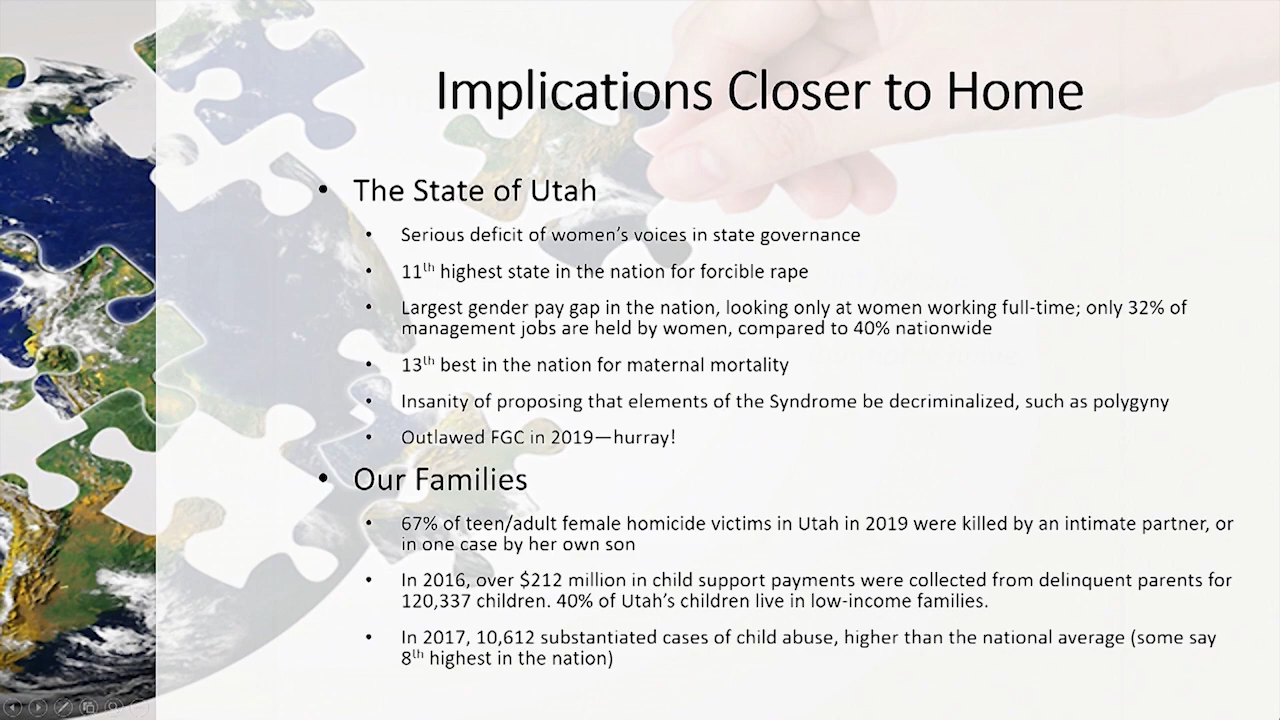 Implications Closer to Home
• The State of Utah
• Serious deficit of women's voices in state governance
• 11th highest state in the nation for forcible rape
• Largest gender pay gap in the nation, looking only at women working full-time; only 32% of
management jobs are held by women, compared to 40% nationwide
• 13th best in the nation for maternal mortality
• Insanity of proposing that elements of the Syndrome be decriminalized, such as polygyny
• Outlawed FGC in 2019—hurray!
• Our Families
• 67% of teen/adult female homicide victims in Utah in 2019 were killed by an intimate partner, or
in one case by her own son
• In 2016, over $212 million in child support payments were collected from delinquent parents for
120,337 children. 40% of Utah's children live in low-income families.
• In 2017, 10,612 substantiated cases of child abuse, higher than the national average (some say
8th highest in the nation)